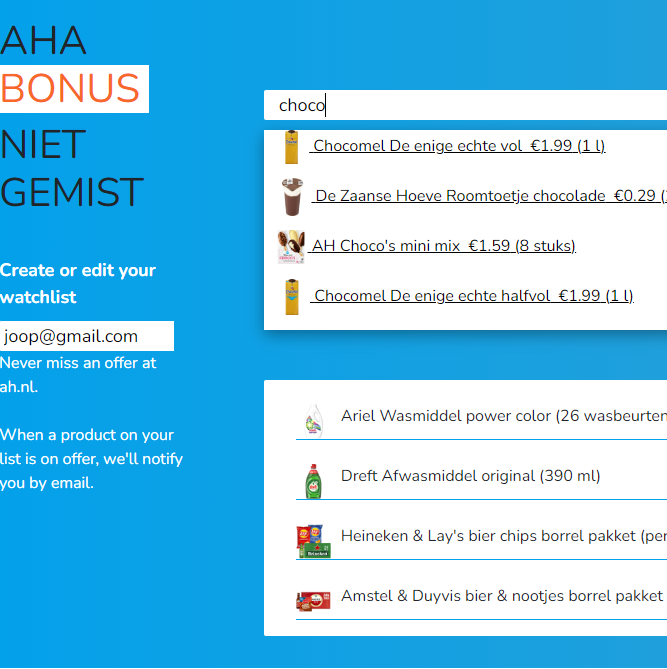 AHA
BONUS
NIET
GEMIST
Create or edit your
watchlist
joop@gmail.com
Never miss an offer at
ah.nl.
When a product on your
list is on offer, we'll notify
you by email.
choco
Chocomel De enige echte vol €1.99 (1 l)
De Zaanse Hoeve Roomtoetje chocolade €0.29 (
AH Choco's mini mix €1.59 (8 stuks)
Chocomel De enige echte halfvol €1.99 (1 l)
Ariel Wasmiddel power color (26 wasbeurten
Dreft Afwasmiddel original (390 ml)
Heineken & Lay's bier chips borrel pakket (per
Amstel & Duyvis bier & nootjes borrel pakket